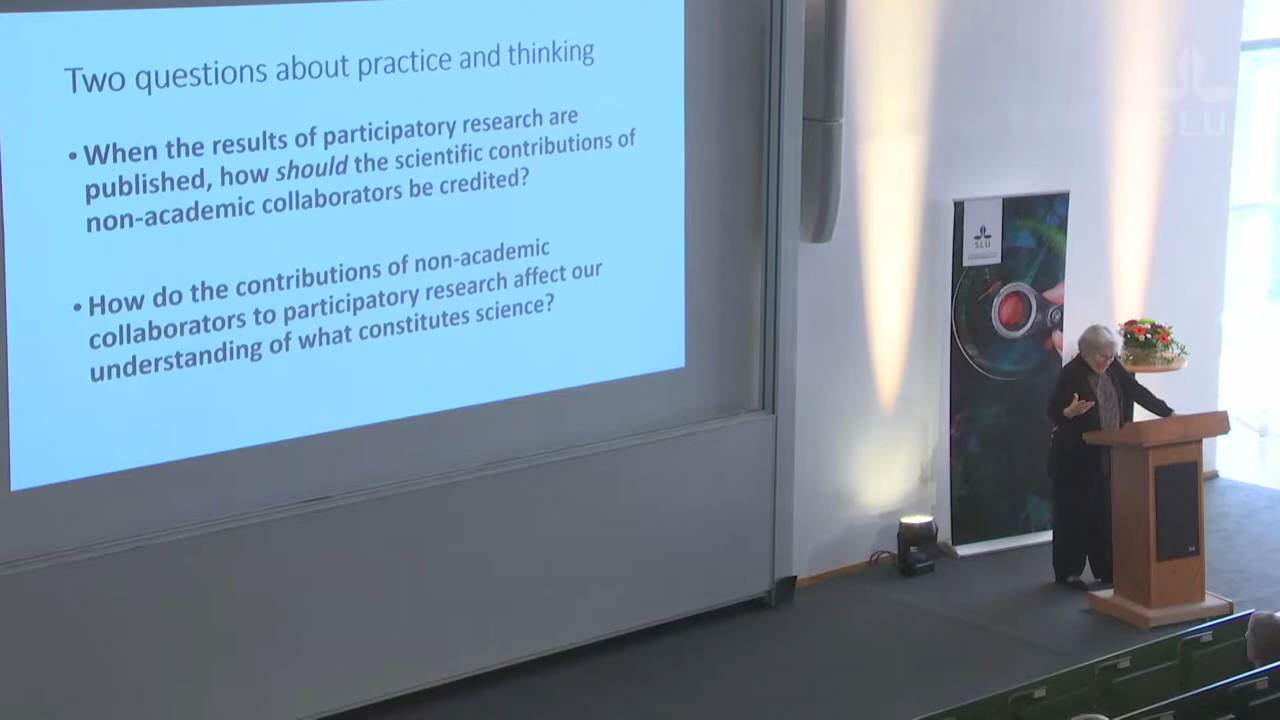 Two questions about practice and thinking
• When the results of participatory research are
published, how should the scientific contributions of
non-academic collaborators be credited?
• How do the contributions of non-academic
collaborators to participatory research affect our
understanding of what constitutes science?
SLU
SLU